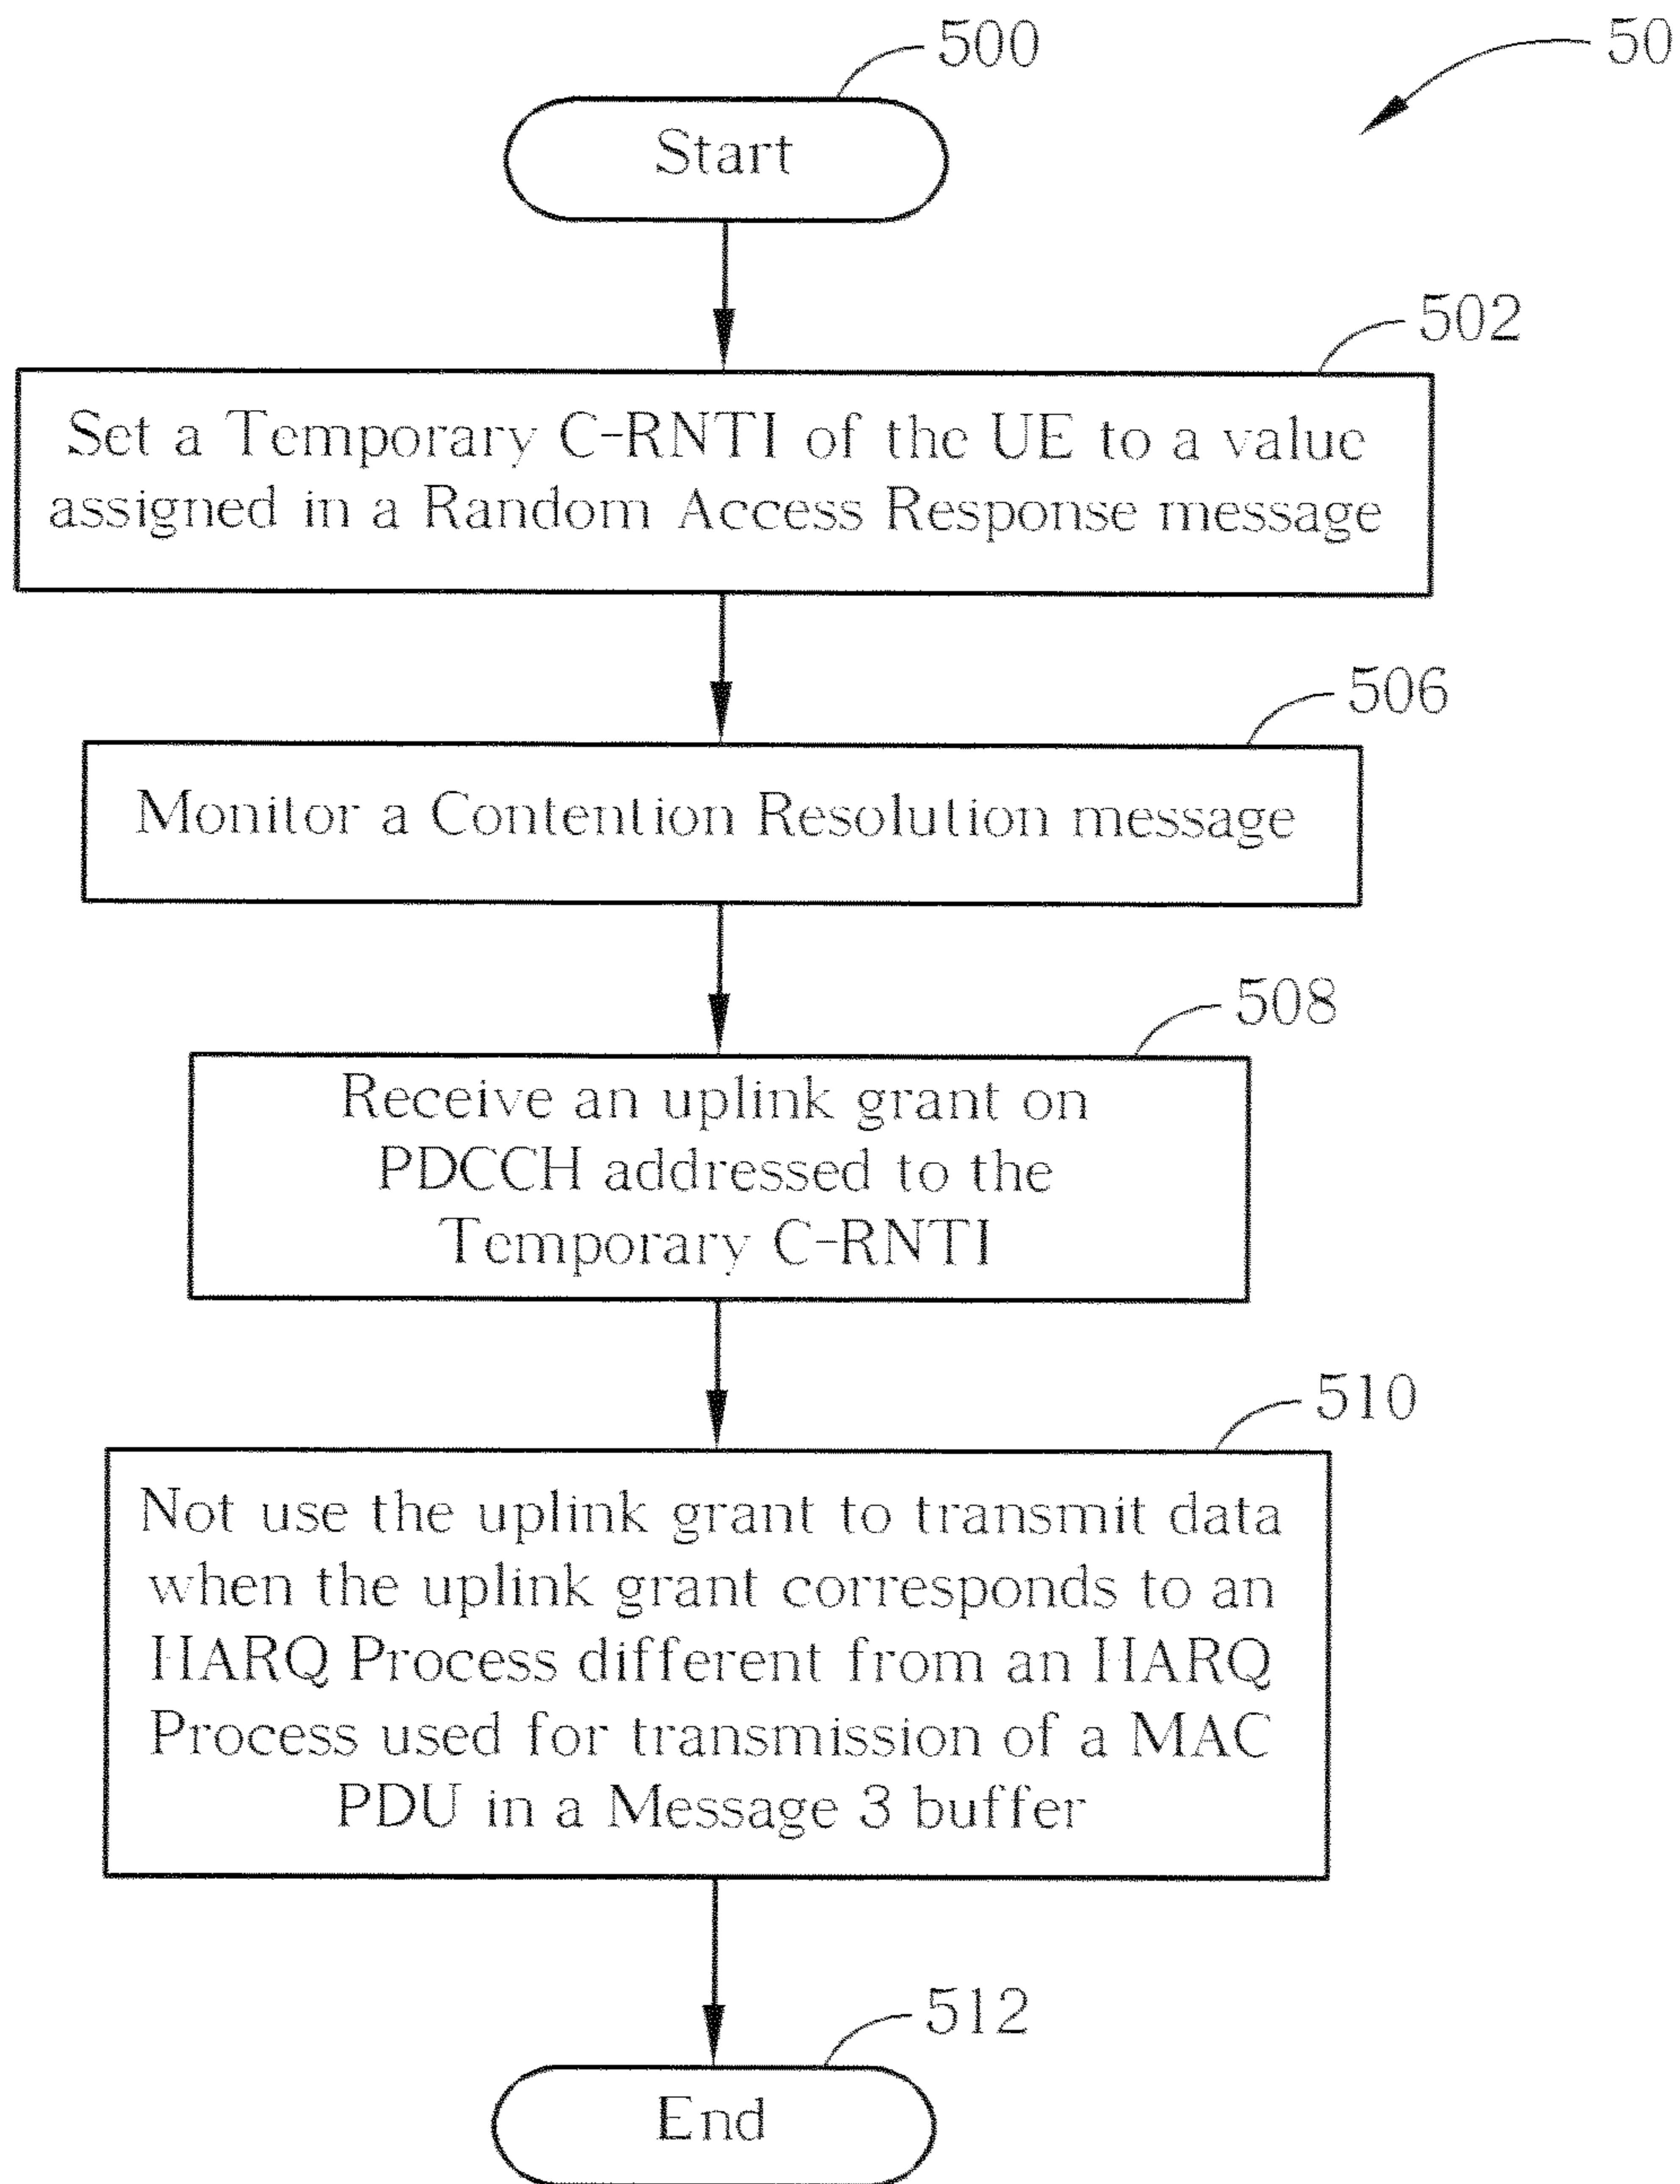 500
50
Start
502
Set a Temporary C-RNTI of the UE to a value
assigned in a Random Access Response message
506
Monitor a Contention Resolution message
508
Receive an uplink grant on
PDCCH addressed to the
Temporary C-RNTI
510
Not use the uplink grant to transmit data
when the uplink grant corresponds to an
HARQ Process different from an HARQ
Process used for transmission of a MAC
PDU in a Message 3 buffer
512
End